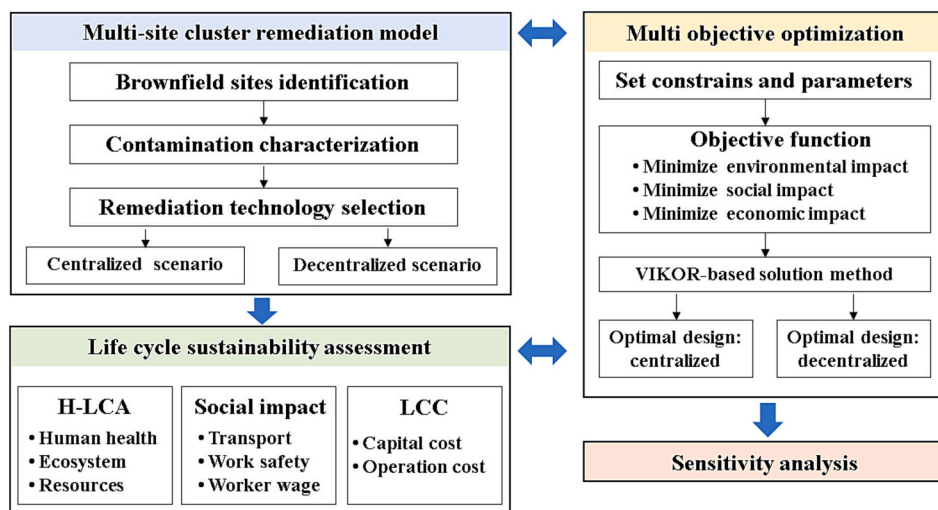 Multi-site cluster remediation model
Brownfield sites identification
Contamination characterization
Remediation technology selection
Centralized scenario
Decentralized scenario
Life cycle sustainability assessment
H-LCA
• Human health
• Ecosystem
• Resources
Social impact
• Transport
• Work safety
• Worker wage
LCC
• Capital cost
• Operation cost
Multi objective optimization
Set constrains and parameters
Objective function
• Minimize environmental impact
• Minimize social impact
• Minimize economic impact
VIKOR-based solution method
Optimal design:
centralized
Optimal design:
decentralized
Sensitivity analysis